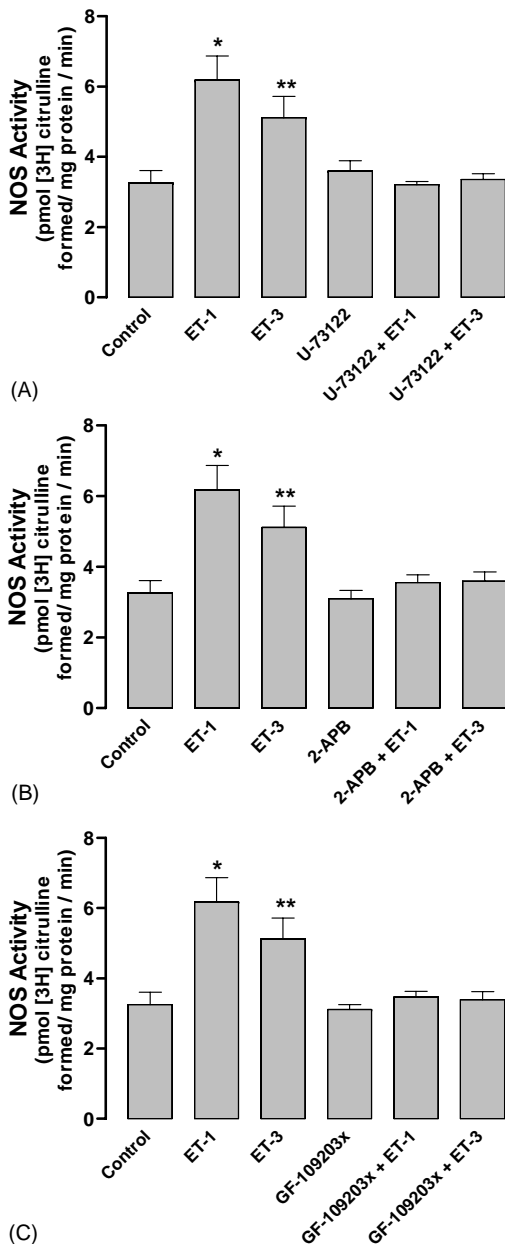 8
6
4
2
0
NOS Activity
(pmol [3H] citrulline
formed/ mg protein / min)
*
**
Control
ET-1
ET-3
U-73122
U-73122 + ET-1
U-73122 + ET-3
(A)
8
6
4
2
0
NOS Activity
(pmol [3H] citrulline
formed/ mg protein / min)
*
**
Control
ET-1
ET-3
2-APB
2-APB + ET-1
2-APB + ET-3
(B)
8
6
4
2
0
NOS Activity
(pmol [3H] citrulline
formed/ mg protein / min)
*
**
Control
ET-1
ET-3
GF-109203x
GF-109203x + ET-1
GF-109203x + ET-3
(C)